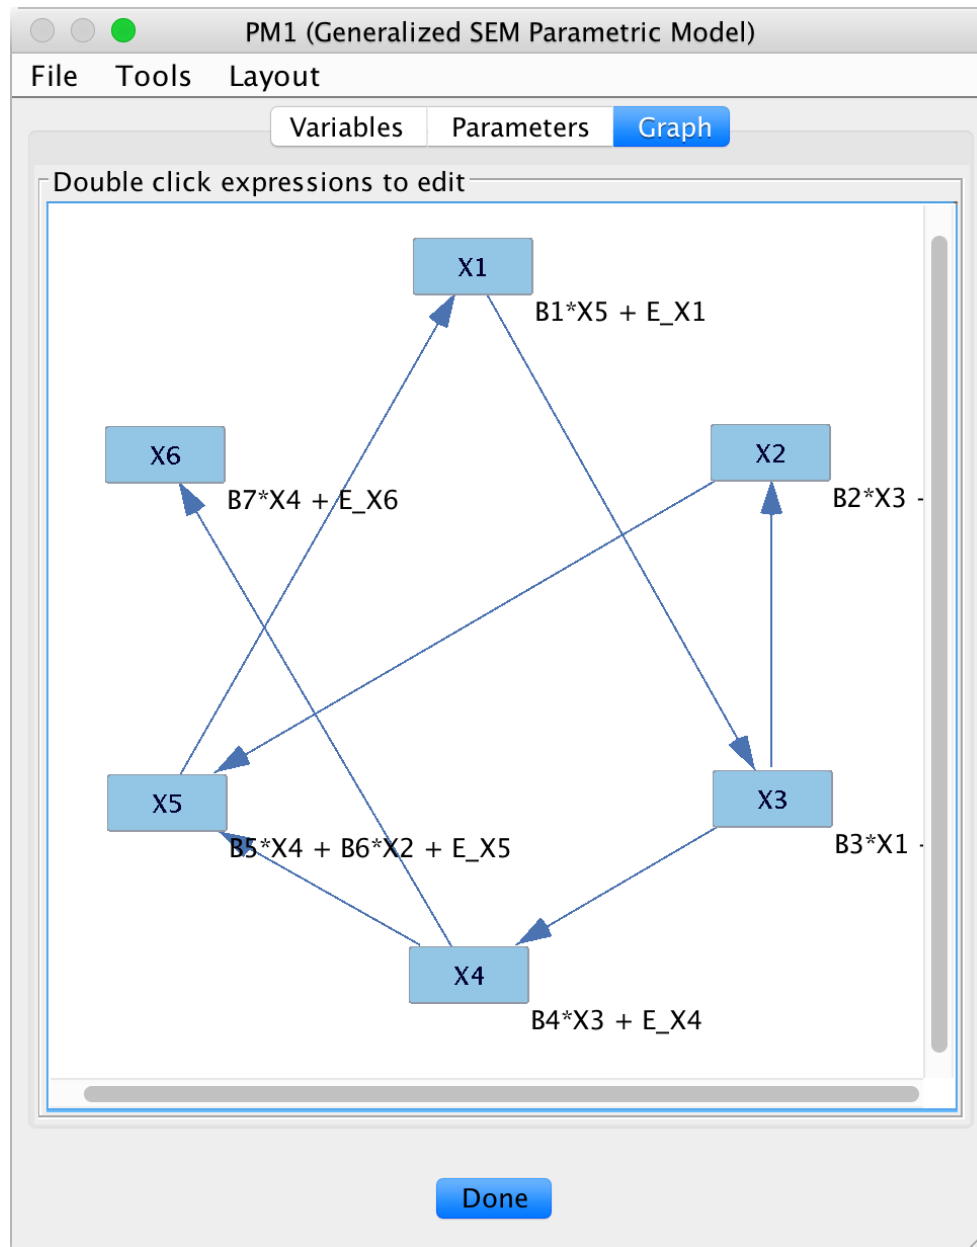 PM1 (Generalized SEM Parametric Model)
File Tools Layout
Variables Parameters Graph
Double click expressions to edit
X1
B1*X5 + E_X1
X6
B7*X4 + E_X6
X2
B2*X3 -
X5
B5*X4 + B6*X2 + E_X5
X3
B3*X1 -
X4
B4*X3 + E_X4
Done